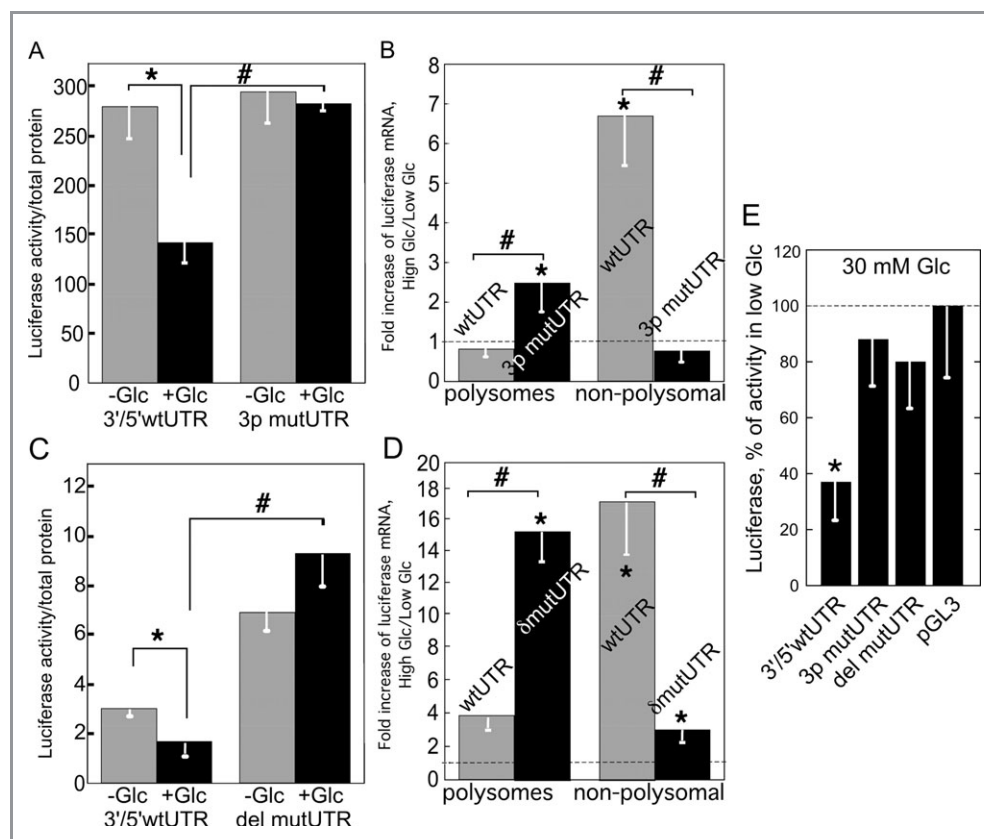 A
Luciferase activity/total protein
300
250
200
150
100
50
0
*
#
-Glc +Glc -Glc +Glc
3'/5'wtUTR 3p mutUTR
B
Fold increase of luciferase mRNA,
Hign Glc/Low Glc
8
7
6
5
4
3
2
1
0
#
*
#
*
wtUTR
3p mutUTR
wtUTR
3p mutUTR
polysomes non-polysomal
C
Luciferase activity/total protein
12
10
8
6
4
2
0
*
#
-Glc +Glc -Glc +Glc
3'/5'wtUTR del mutUTR
D
Fold increase of luciferase mRNA,
High Glc/Low Glc
20
18
16
14
12
10
8
6
4
2
0
#
*
#
*
*
wtUTR
δmutUTR
wtUTR
δmutUTR
polysomes non-polysomal
E
Luciferase, % of activity in low Glc
120
100
80
60
40
20
0
30 mM Glc
*
3'/5'wtUTR
3p mutUTR
del mutUTR
pGL3